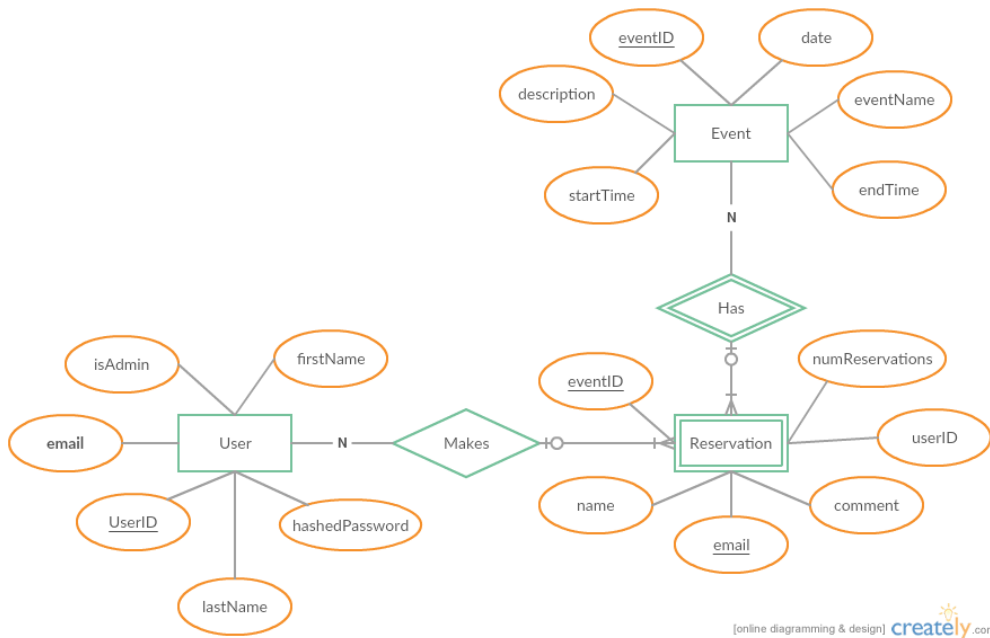 eventID
date
description
eventName
Event
startTime
endTime
N
Has
isAdmin
firstName
eventID
numReservations
email
User
N
Makes
Reservation
userID
UserID
hashedPassword
name
comment
email
lastName
[online diagramming & design] creately.com